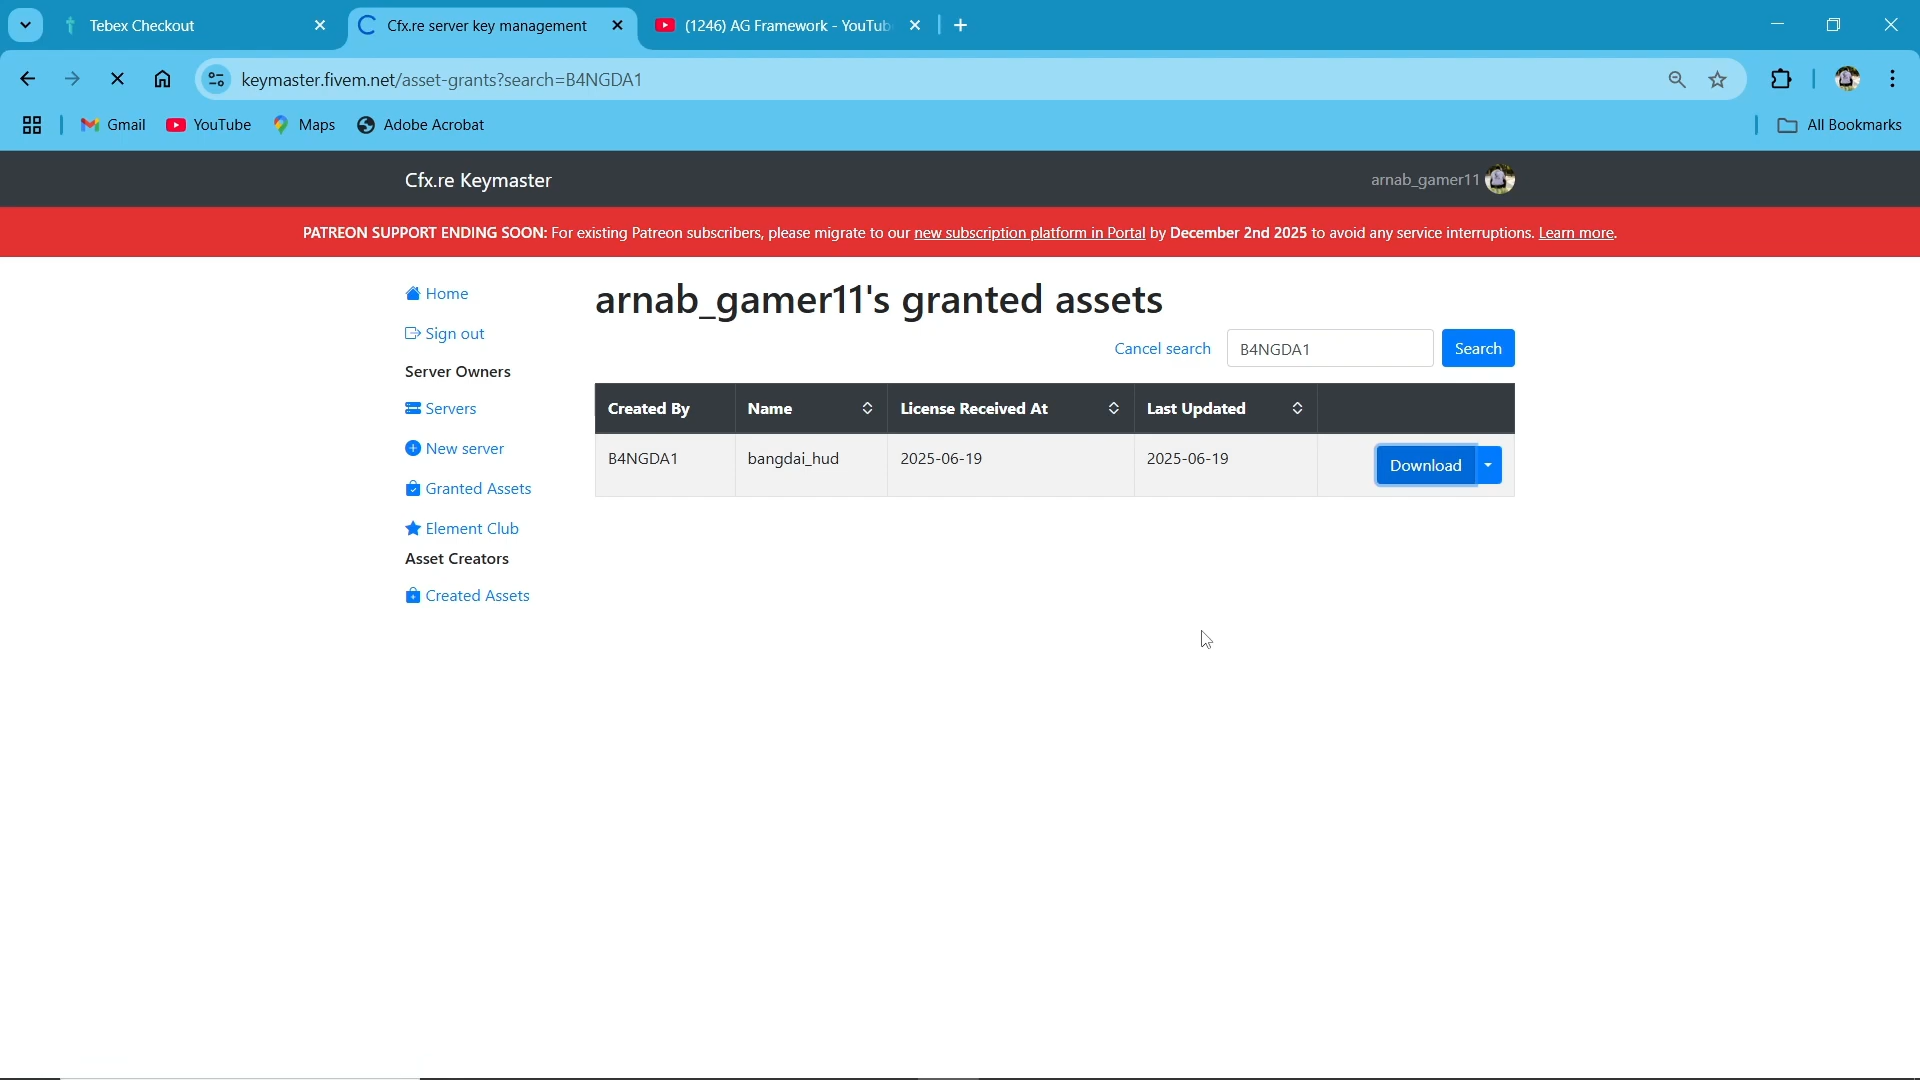 Tebex Checkout
Cfx.re server key management
(1246) AG Framework - YouTub
keymaster.fivem.net/asset-grants?search=B4NGDA1
Gmail
YouTube
Maps
Adobe Acrobat
All Bookmarks
Cfx.re Keymaster
arnab_gamer11
PATREON SUPPORT ENDING SOON: For existing Patreon subscribers, please migrate to our new subscription platform in Portal by December 2nd 2025 to avoid any service interruptions. Learn more.
Home
Sign out
Server Owners
Servers
New server
Granted Assets
Element Club
Asset Creators
Created Assets
arnab_gamer11's granted assets
Cancel search
B4NGDA1
Search
Created By
Name
License Received At
Last Updated
B4NGDA1
bangdai_hud
2025-06-19
2025-06-19
Download